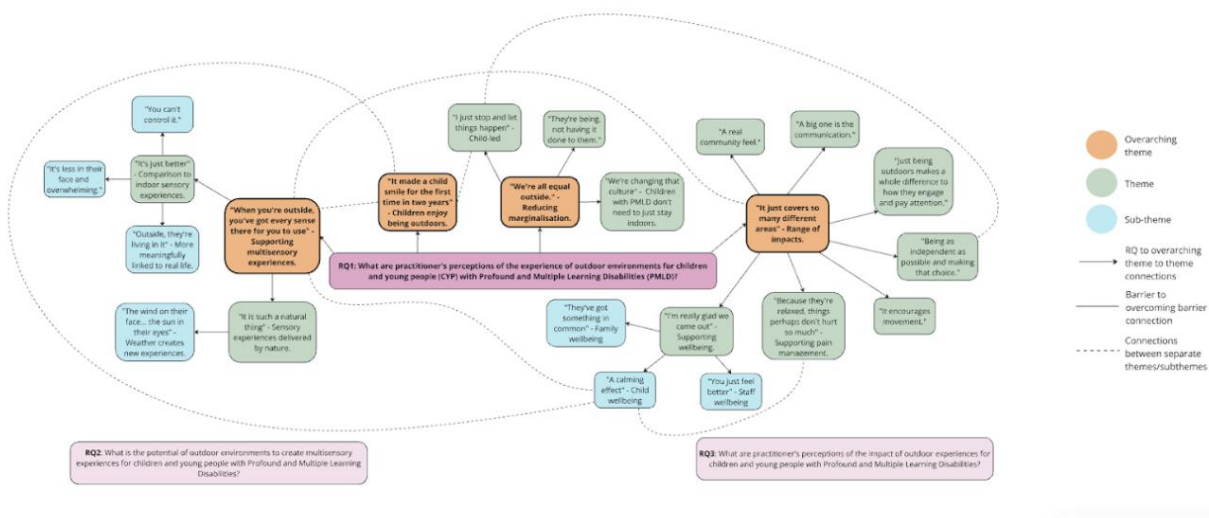 "You can't
control it."
"It's less in their
face and
overwhelming."
"It's just better"
- Comparison to
indoor sensory
experiences.
"Outside, they're
living in it" - More
meaningfully
linked to real life.
"When you're outside,
you've got every sense
there for you to use" -
Supporting
multisensory
experiences.
"The wind on their
face... the sun in
their eyes" -
Weather creates
new experiences.
"It is such a natural
thing" - Sensory
experiences delivered
by nature.
"It made a child
smile for the first
time in two years"
- Children enjoy
being outdoors.
"I just stop and let
things happen" -
Child-led
"They're being,
not having it
done to them."
"We're all equal
outside." -
Reducing
marginalisation.
"We're changing that
culture" - Children
with PMLD don't
need to just stay
indoors.
RQ1: What are practitioner's perceptions of the experience of outdoor environments for children
and young people (CYP) with Profound and Multiple Learning Disabilities (PMLD)?
"A real
community feel."
"A big one is the
communication."
"Just being
outdoors makes a
whole difference to
how they engage
and pay attention."
"It just covers so
many different
areas" - Range of
impacts.
"Being as
independent as
possible and making
that choice."
"It encourages
movement."
"Because they're
relaxed, things
perhaps don't hurt
so much" -
Supporting pain
management.
"I'm really glad we
came out" -
Supporting
wellbeing.
"They've got
something in
common" - Family
wellbeing
"A calming
effect" - Child
wellbeing
"You just feel
better" - Staff
wellbeing
RQ2: What is the potential of outdoor environments to create multisensory
experiences for children and young people with Profound and Multiple Learning
Disabilities?
RQ3: What are practitioner's perceptions of the impact of outdoor experiences for
children and young people with Profound and Multiple Learning Disabilities?
Overarching
theme
Theme
Sub-theme
RQ to overarching
theme to theme
connections
Barrier to
overcoming barrier
connection
Connections
between separate
themes/subthemes